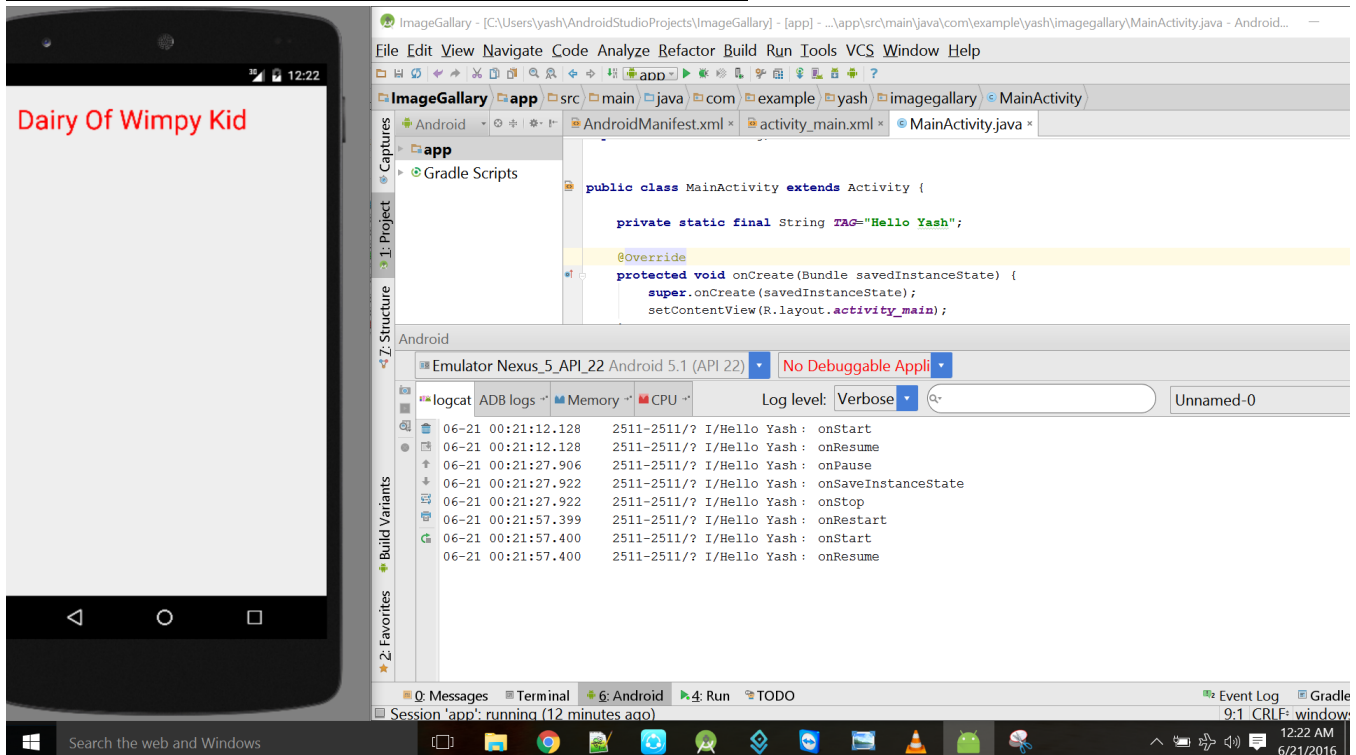 12:22
Dairy Of Wimpy Kid
ImageGallary - [C:\Users\yash\AndroidStudioProjects\ImageGallary] - [app] - ...\app\src\main\java\com\example\yash\imagegallary\MainActivity.java - Android...
File Edit View Navigate Code Analyze Refactor Build Run Tools VCS Window Help
app
ImageGallary app src main java com example yash imagegallary MainActivity
Captures
1: Project
7: Structure
Build Variants
2: Favorites
Android
AndroidManifest.xml activity_main.xml MainActivity.java
app
Gradle Scripts
public class MainActivity extends Activity {
private static final String TAG="Hello Yash";
@Override
protected void onCreate(Bundle savedInstanceState) {
super.onCreate(savedInstanceState);
setContentView(R.layout.activity_main);
Android
Emulator Nexus_5_API_22 Android 5.1 (API 22) No Debuggable Appli
logcat ADB logs Memory CPU Log level: Verbose Unnamed-0
06-21 00:21:12.128 2511-2511/? I/Hello Yash: onStart
06-21 00:21:12.128 2511-2511/? I/Hello Yash: onResume
06-21 00:21:27.906 2511-2511/? I/Hello Yash: onPause
06-21 00:21:27.922 2511-2511/? I/Hello Yash: onSaveInstanceState
06-21 00:21:27.922 2511-2511/? I/Hello Yash: onStop
06-21 00:21:57.399 2511-2511/? I/Hello Yash: onRestart
06-21 00:21:57.400 2511-2511/? I/Hello Yash: onStart
06-21 00:21:57.400 2511-2511/? I/Hello Yash: onResume
0: Messages Terminal 6: Android 4: Run TODO Event Log Gradle
Session 'app': running (12 minutes ago) 9:1 CRLF windows
Search the web and Windows
12:22 AM
6/21/2016